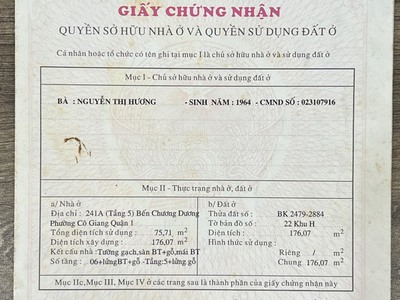 GIẤY CHỨNG NHẬN
QUYỀN SỞ HỮU NHÀ Ở VÀ QUYỀN SỬ DỤNG ĐẤT Ở
Cá nhân hoặc tổ chức có tên ghi tại mục I là chủ sở hữu nhà ở và sử dụng đất ở
Mục I - Chủ sở hữu nhà ở và sử dụng đất ở
BÀ : NGUYỄN THỊ HƯƠNG - SINH NĂM : 1964 - CMND SỐ : 023107916
Mục II - Thực trạng nhà ở, đất ở
a/ Nhà ở
Địa chỉ : 241A (Tầng 5) Bến Chương Dương
Phường Cô Giang Quận 1
Tổng diện tích sử dụng : 75,71 m2
Diện tích xây dựng : 176,07 m2
Kết cấu nhà : Tường gạch,sàn BT+gỗ,mái BT
Số tầng : 06+lửngBT+gỗ -Tầng:5+lửng gỗ
b/ Đất ở
Thửa đất số : BK 2479-2884
Tờ bản đồ số : 22 Khu H
Diện tích : 176,07 m2
Hình thức sử dụng :
Riêng / m2
Chung 176,07 m2
Mục IIc, Mục III, Mục IV ở các trang sau là thành phần của giấy chứng nhận này